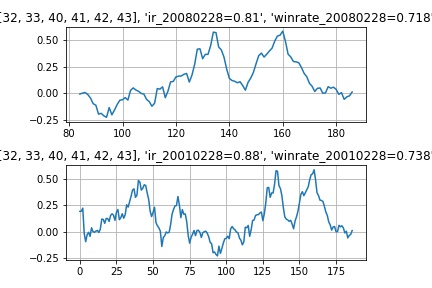 [32, 33, 40, 41, 42, 43], 'ir_20080228=0.81', 'winrate_20080228=0.718'
0.50
0.25
0.00
−0.25
80 100 120 140 160 180
[32, 33, 40, 41, 42, 43], 'ir_20010228=0.88', 'winrate_20010228=0.738'
0.50
0.25
0.00
−0.25
0 25 50 75 100 125 150 175